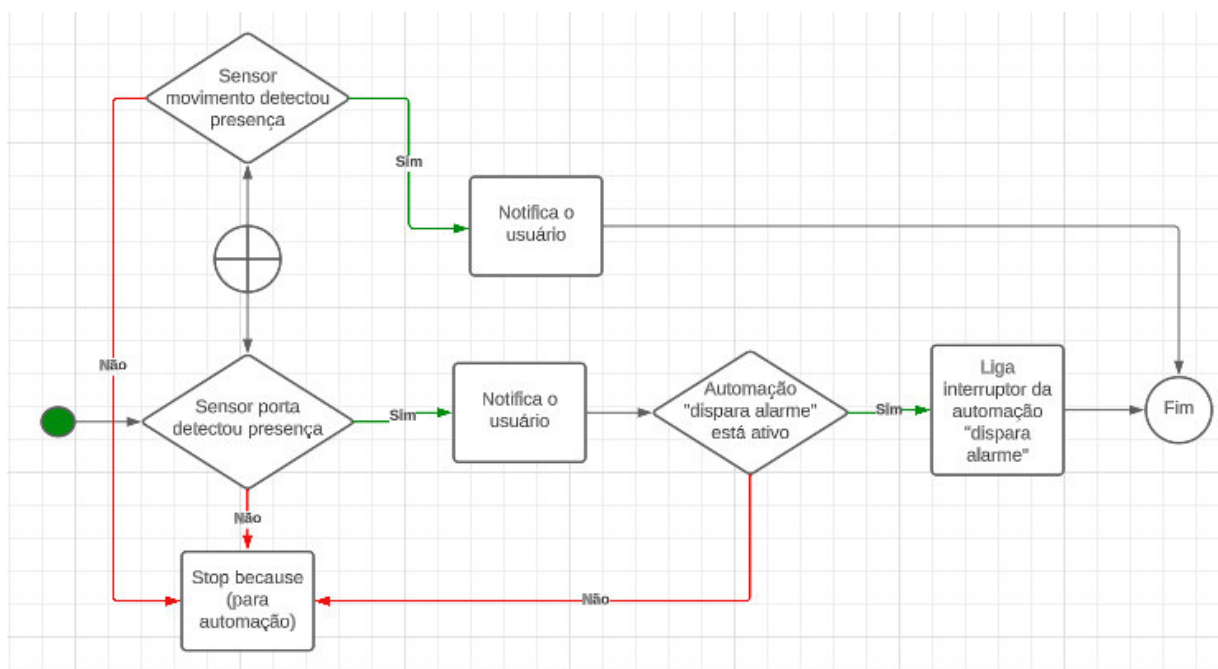 Sensor
movimento detectou
presença
Sim
Notifica o
usuário
Não
Sensor porta
detectou presença
Sim
Notifica o
usuário
Automação
"dispara alarme"
está ativo
Sim
Liga
interruptor da
automação
"dispara
alarme"
Fim
Não
Stop because
(para
automação)
Não